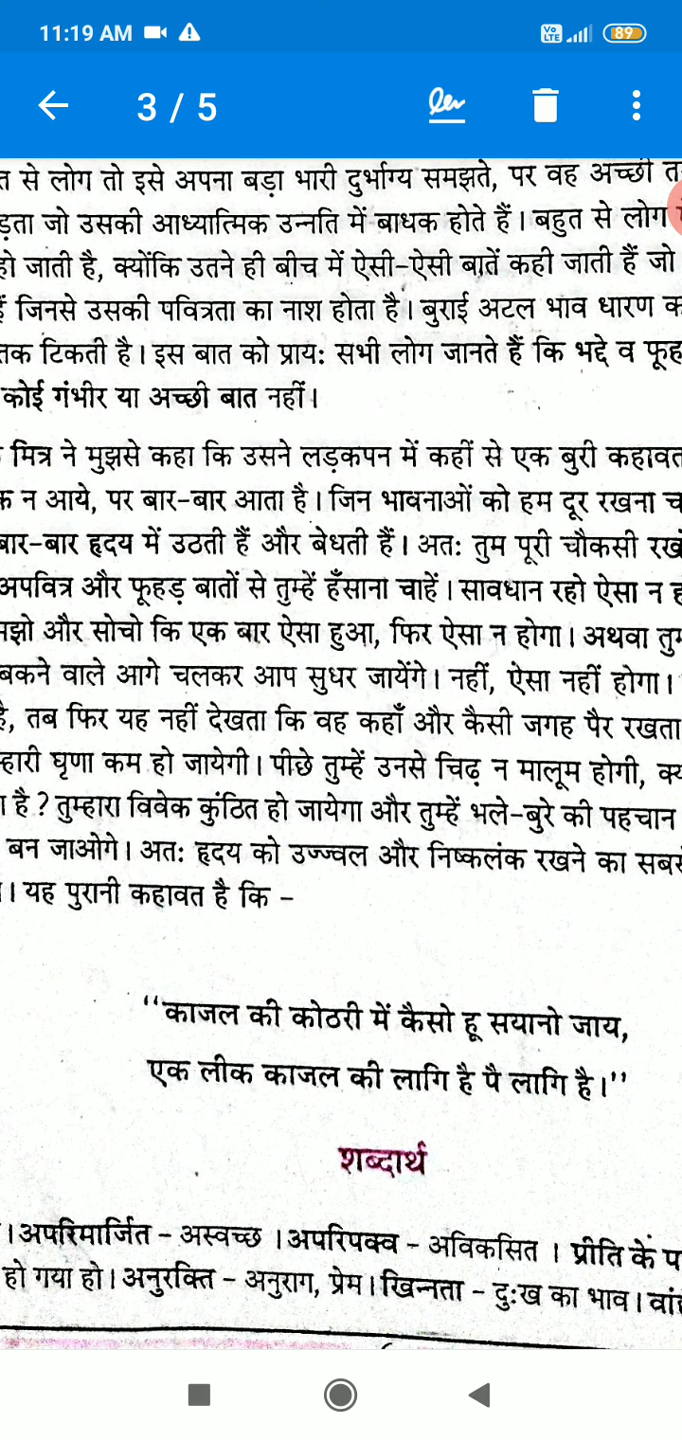 11:19 AM
Vo LTE 89
3 / 5
त से लोग तो इसे अपना बड़ा भारी दुर्भाग्य समझते, पर वह अच्छी त
ड़ता जो उसकी आध्यात्मिक उन्नति में बाधक होते हैं। बहुत से लोग
हो जाती है, क्योंकि उतने ही बीच में ऐसी-ऐसी बातें कही जाती हैं जो
हैं जिनसे उसकी पवित्रता का नाश होता है। बुराई अटल भाव धारण क
तक टिकती है। इस बात को प्राय: सभी लोग जानते हैं कि भद्दे व फूह
कोई गंभीर या अच्छी बात नहीं।
मित्र ने मुझसे कहा कि उसने लड़कपन में कहीं से एक बुरी कहावत
क न आये, पर बार-बार आता है। जिन भावनाओं को हम दूर रखना च
बार-बार हृदय में उठती हैं और बेधती हैं। अत: तुम पूरी चौकसी रखो
अपवित्र और फूहड़ बातों से तुम्हें हँसाना चाहें। सावधान रहो ऐसा न ह
मझो और सोचो कि एक बार ऐसा हुआ, फिर ऐसा न होगा। अथवा तुम
बकने वाले आगे चलकर आप सुधर जायेंगे। नहीं, ऐसा नहीं होगा।
है, तब फिर यह नहीं देखता कि वह कहाँ और कैसी जगह पैर रखता
म्हारी घृणा कम हो जायेगी। पीछे तुम्हें उनसे चिढ़ न मालूम होगी, क्य
ा है ? तुम्हारा विवेक कुंठित हो जायेगा और तुम्हें भले-बुरे की पहचान
बन जाओगे। अत: हृदय को उज्ज्वल और निष्कलंक रखने का सबसे
। यह पुरानी कहावत है कि –
‘‘काजल की कोठरी में कैसो हू सयानो जाय,
एक लीक काजल की लागि है पै लागि है।’’
शब्दार्थ
। अपरिमार्जित – अस्वच्छ । अपरिपक्व – अविकसित । प्रीति के प
हो गया हो। अनुरक्ति – अनुराग, प्रेम। खिन्नता – दु:ख का भाव। वां